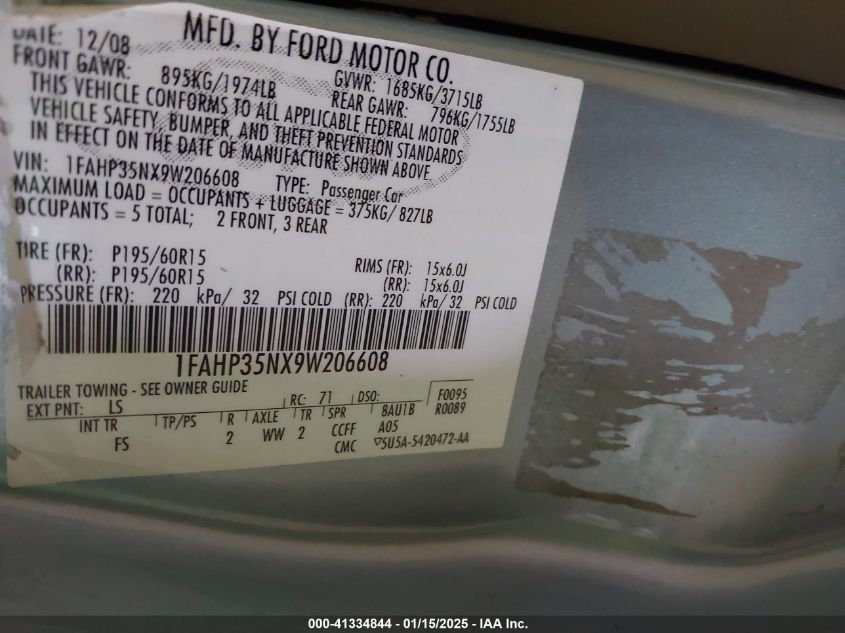 DATE: 12/08
MFD. BY FORD MOTOR CO.
FRONT GAWR: 895KG/1974LB GVWR: 1685KG/3715LB
REAR GAWR: 796KG/1755LB
THIS VEHICLE CONFORMS TO ALL APPLICABLE FEDERAL MOTOR
VEHICLE SAFETY, BUMPER, AND THEFT PREVENTION STANDARDS
IN EFFECT ON THE DATE OF MANUFACTURE SHOWN ABOVE.
VIN: 1FAHP35NX9W206608 TYPE: Passenger Car
MAXIMUM LOAD = OCCUPANTS + LUGGAGE = 375KG/ 827LB
OCCUPANTS = 5 TOTAL; 2 FRONT, 3 REAR
TIRE (FR): P195/60R15 RIMS (FR): 15x6.0J
(RR): P195/60R15 (RR): 15x6.0J
PRESSURE (FR): 220 kPa/ 32 PSI COLD (RR): 220 kPa/ 32 PSI COLD
1FAHP35NX9W206608
TRAILER TOWING - SEE OWNER GUIDE
EXT PNT: LS RC: 71 DSO: F0095
R0089
INT TR TP/PS R AXLE TR SPR BAU1B
FS 2 WW 2 CCFF A05
CMC ▽5U5A-5420472-AA
000-41334844 — 01/15/2025 — IAA Inc.